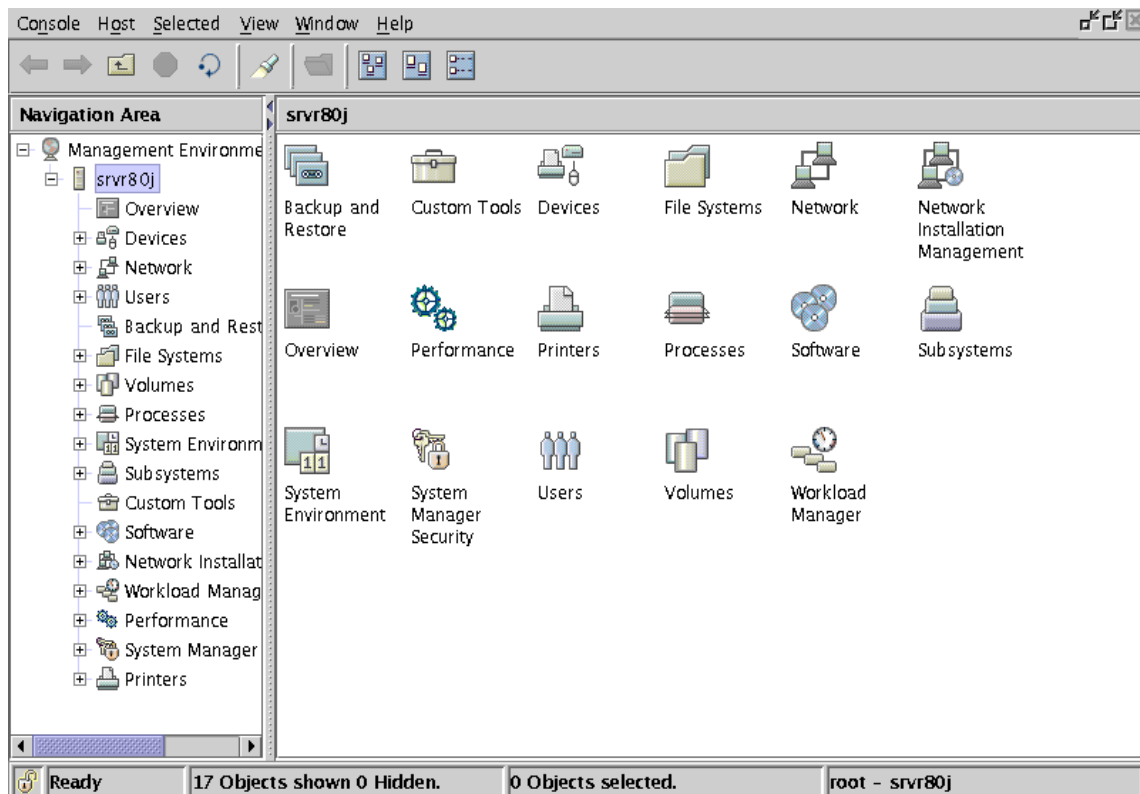 Console Host Selected View Window Help
Navigation Area
Management Environme
srvr80j
Overview
Devices
Network
Users
Backup and Rest
File Systems
Volumes
Processes
System Environm
Subsystems
Custom Tools
Software
Network Installat
Workload Manag
Performance
System Manager
Printers
srvr80j
Backup and
Restore
Custom Tools
Devices
File Systems
Network
Network
Installation
Management
Overview
Performance
Printers
Processes
Software
Subsystems
System
Environment
System
Manager
Security
Users
Volumes
Workload
Manager
Ready
17 Objects shown 0 Hidden.
0 Objects selected.
root - srvr80j